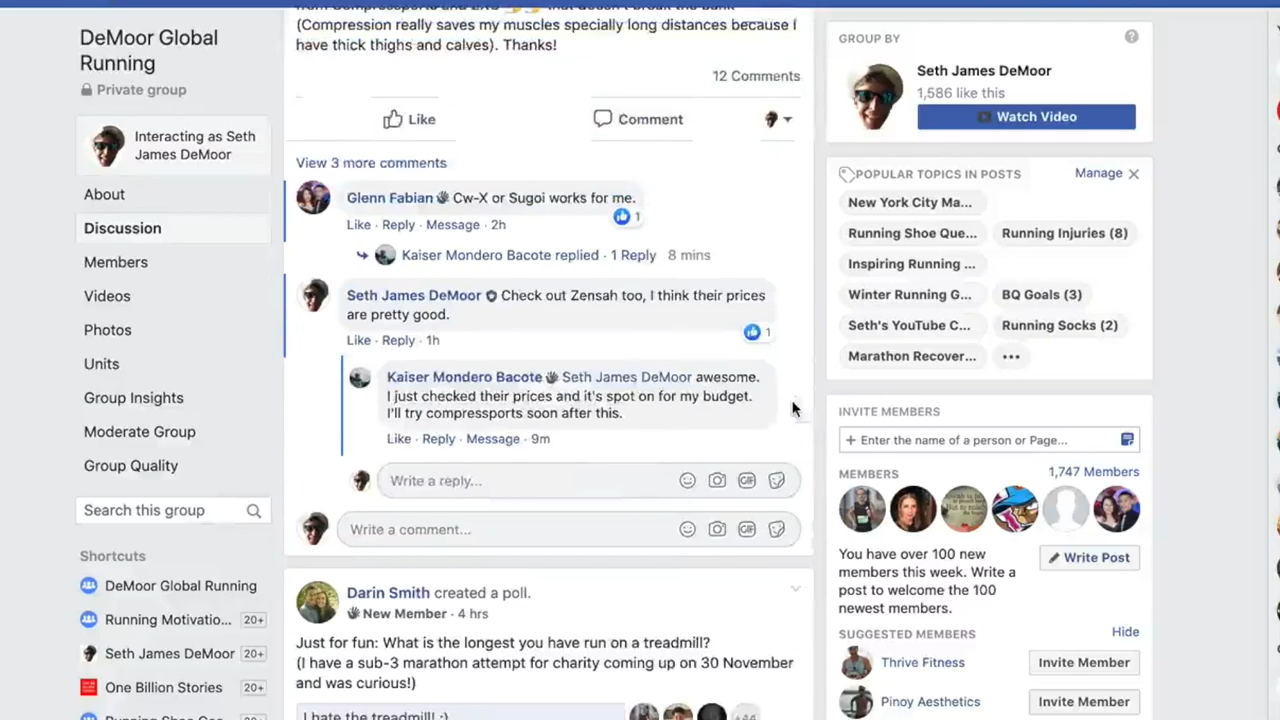 DeMoor Global
Running
Private group
Interacting as Seth
James DeMoor
About
Discussion
Members
Videos
Photos
Units
Group Insights
Moderate Group
Group Quality
Search this group
Shortcuts
DeMoor Global Running
Running Motivatio... 20+
Seth James DeMoor 20+
One Billion Stories 20+
(Compression really saves my muscles specially long distances because I
have thick thighs and calves). Thanks!
12 Comments
Like Comment
View 3 more comments
Glenn Fabian Cw-X or Sugoi works for me.
1
Like · Reply · Message · 2h
Kaiser Mondero Bacote replied · 1 Reply 8 mins
Seth James DeMoor Check out Zensah too, I think their prices
are pretty good.
1
Like · Reply · 1h
Kaiser Mondero Bacote Seth James DeMoor awesome.
I just checked their prices and it's spot on for my budget.
I'll try compressports soon after this.
Like · Reply · Message · 9m
Write a reply... GIF
Write a comment... GIF
Darin Smith created a poll.
New Member · 4 hrs
Just for fun: What is the longest you have run on a treadmill?
(I have a sub-3 marathon attempt for charity coming up on 30 November
and was curious!)
I hate the treadmill! :) +44
GROUP BY ?
Seth James DeMoor
1,586 like this
Watch Video
POPULAR TOPICS IN POSTS Manage
New York City Ma...
Running Shoe Que... Running Injuries (8)
Inspiring Running ...
Winter Running G... BQ Goals (3)
Seth's YouTube C... Running Socks (2)
Marathon Recover... •••
INVITE MEMBERS
+ Enter the name of a person or Page...
MEMBERS 1,747 Members
You have over 100 new
members this week. Write a
post to welcome the 100
newest members.
Write Post
SUGGESTED MEMBERS Hide
Thrive Fitness Invite Member
Pinoy Aesthetics Invite Member